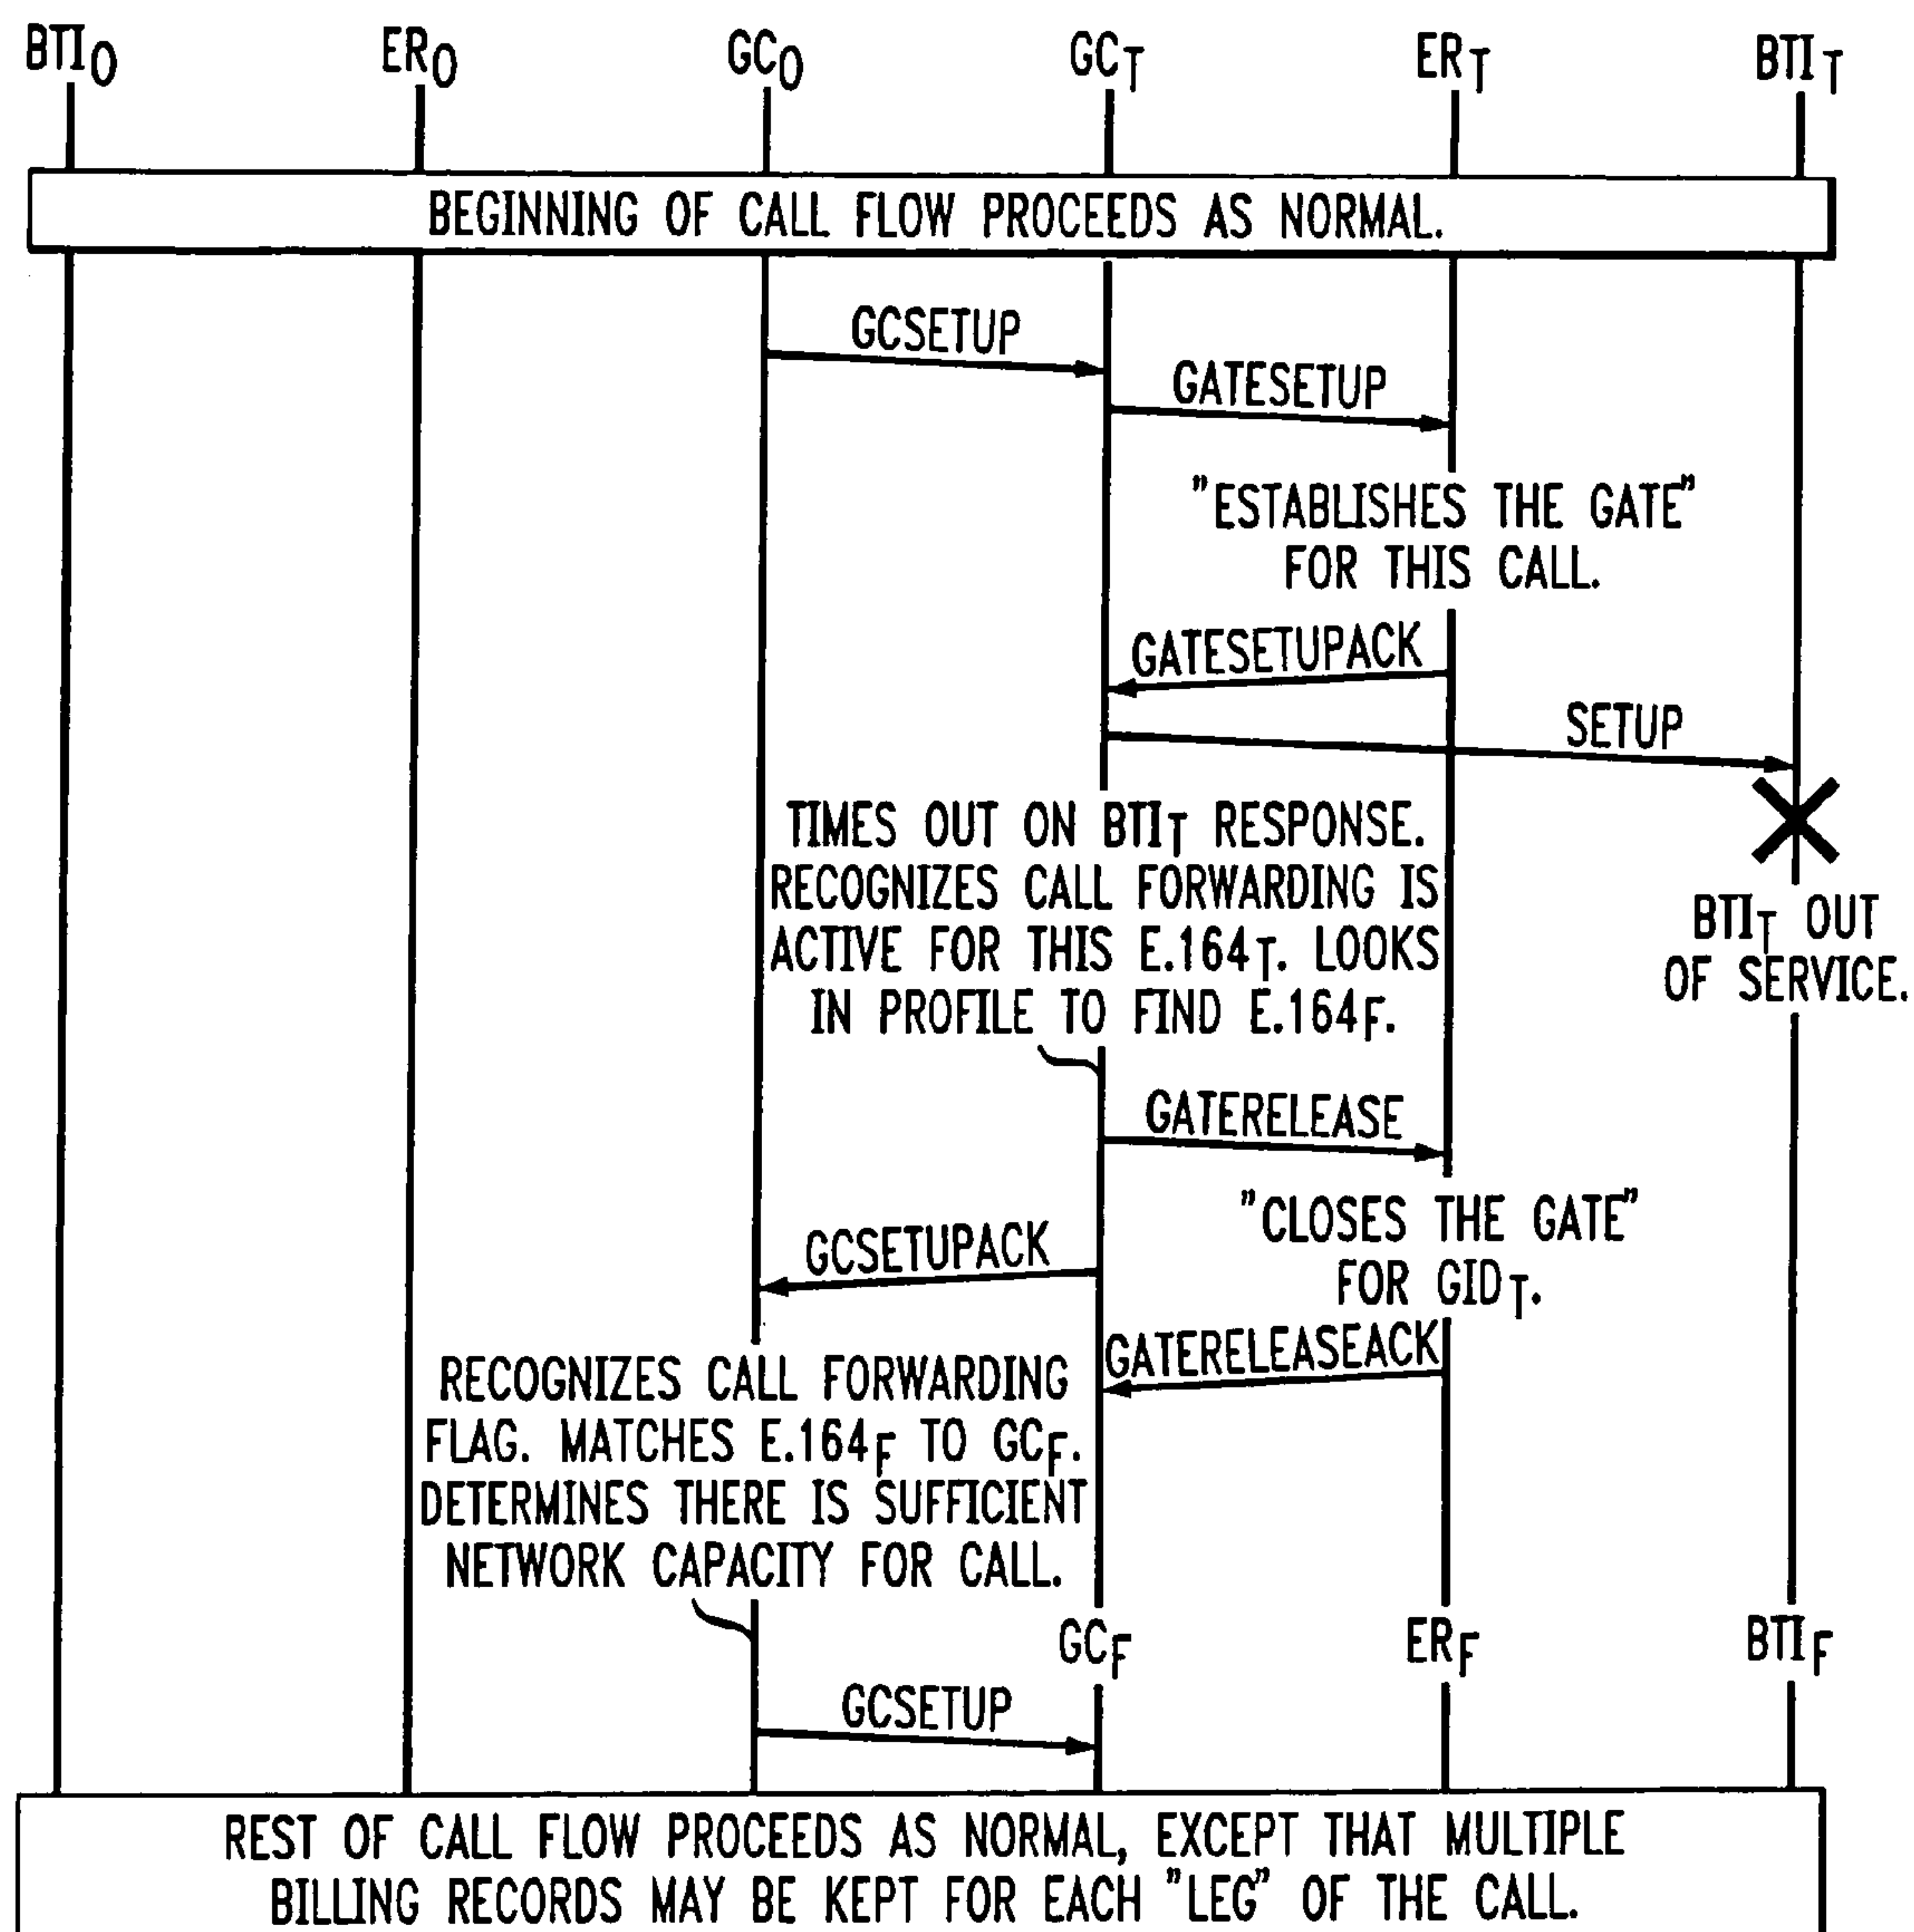 BTIO ERO GCO GCT ERT BTIT
BEGINNING OF CALL FLOW PROCEEDS AS NORMAL.
GCSETUP
GATESETUP
"ESTABLISHES THE GATE"
FOR THIS CALL.
GATESETUPACK
SETUP
TIMES OUT ON BTIT RESPONSE.
RECOGNIZES CALL FORWARDING IS
ACTIVE FOR THIS E.164T. LOOKS
IN PROFILE TO FIND E.164F.
BTIT OUT
OF SERVICE.
GATERELEASE
"CLOSES THE GATE"
FOR GIDT.
GCSETUPACK
GATERELEASEACK
RECOGNIZES CALL FORWARDING
FLAG. MATCHES E.164F TO GCF.
DETERMINES THERE IS SUFFICIENT
NETWORK CAPACITY FOR CALL.
GCF ERF BTIF
GCSETUP
REST OF CALL FLOW PROCEEDS AS NORMAL, EXCEPT THAT MULTIPLE
BILLING RECORDS MAY BE KEPT FOR EACH "LEG" OF THE CALL.